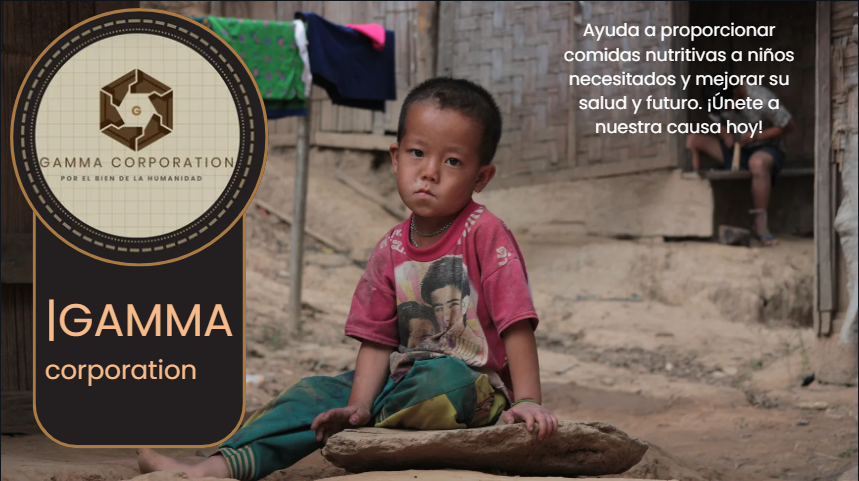 G
GAMMA CORPORATION
POR EL BIEN DE LA HUMANIDAD
|GAMMA
corporation
Ayuda a proporcionar
comidas nutritivas a niños
necesitados y mejorar su
salud y futuro. ¡Únete a
nuestra causa hoy!